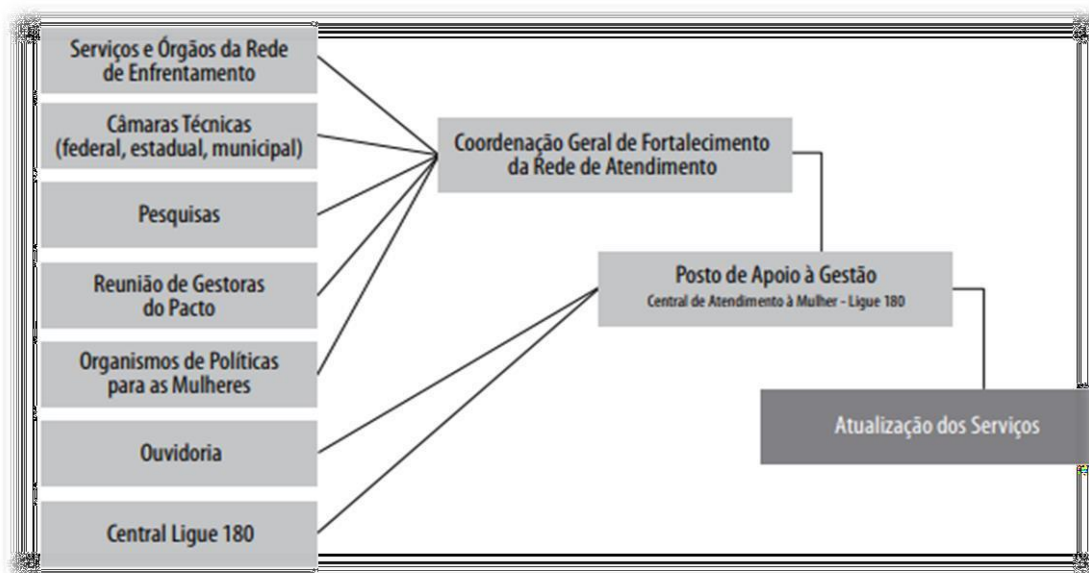 Serviços e Órgãos da Rede
de Enfrentamento
Câmaras Técnicas
(federal, estadual, municipal)
Pesquisas
Reunião de Gestoras
do Pacto
Organismos de Políticas
para as Mulheres
Ouvidoria
Central Ligue 180
Coordenação Geral de Fortalecimento
da Rede de Atendimento
Posto de Apoio à Gestão
Central de Atendimento à Mulher - Ligue 180
Atualização dos Serviços